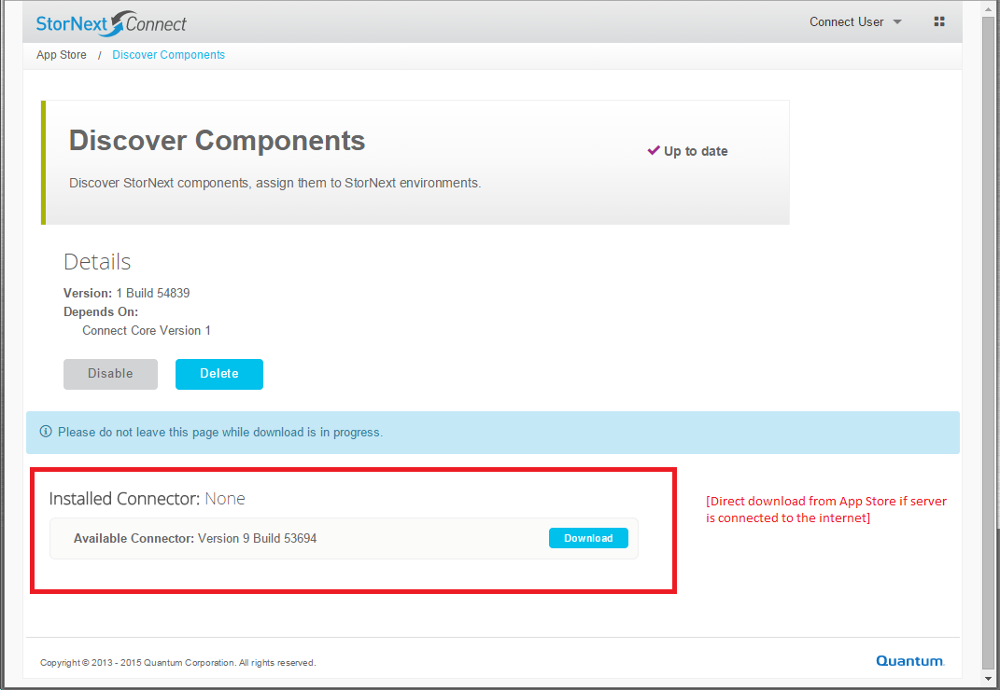 StorNext Connect
Connect User
App Store / Discover Components
Discover Components
Up to date
Discover StorNext components, assign them to StorNext environments.
Details
Version: 1 Build 54839
Depends On:
Connect Core Version 1
Disable
Delete
Please do not leave this page while download is in progress.
Installed Connector: None
[Direct download from App Store if server
is connected to the internet]
Available Connector: Version 9 Build 53694
Download
Copyright © 2013 - 2015 Quantum Corporation. All rights reserved.
Quantum.